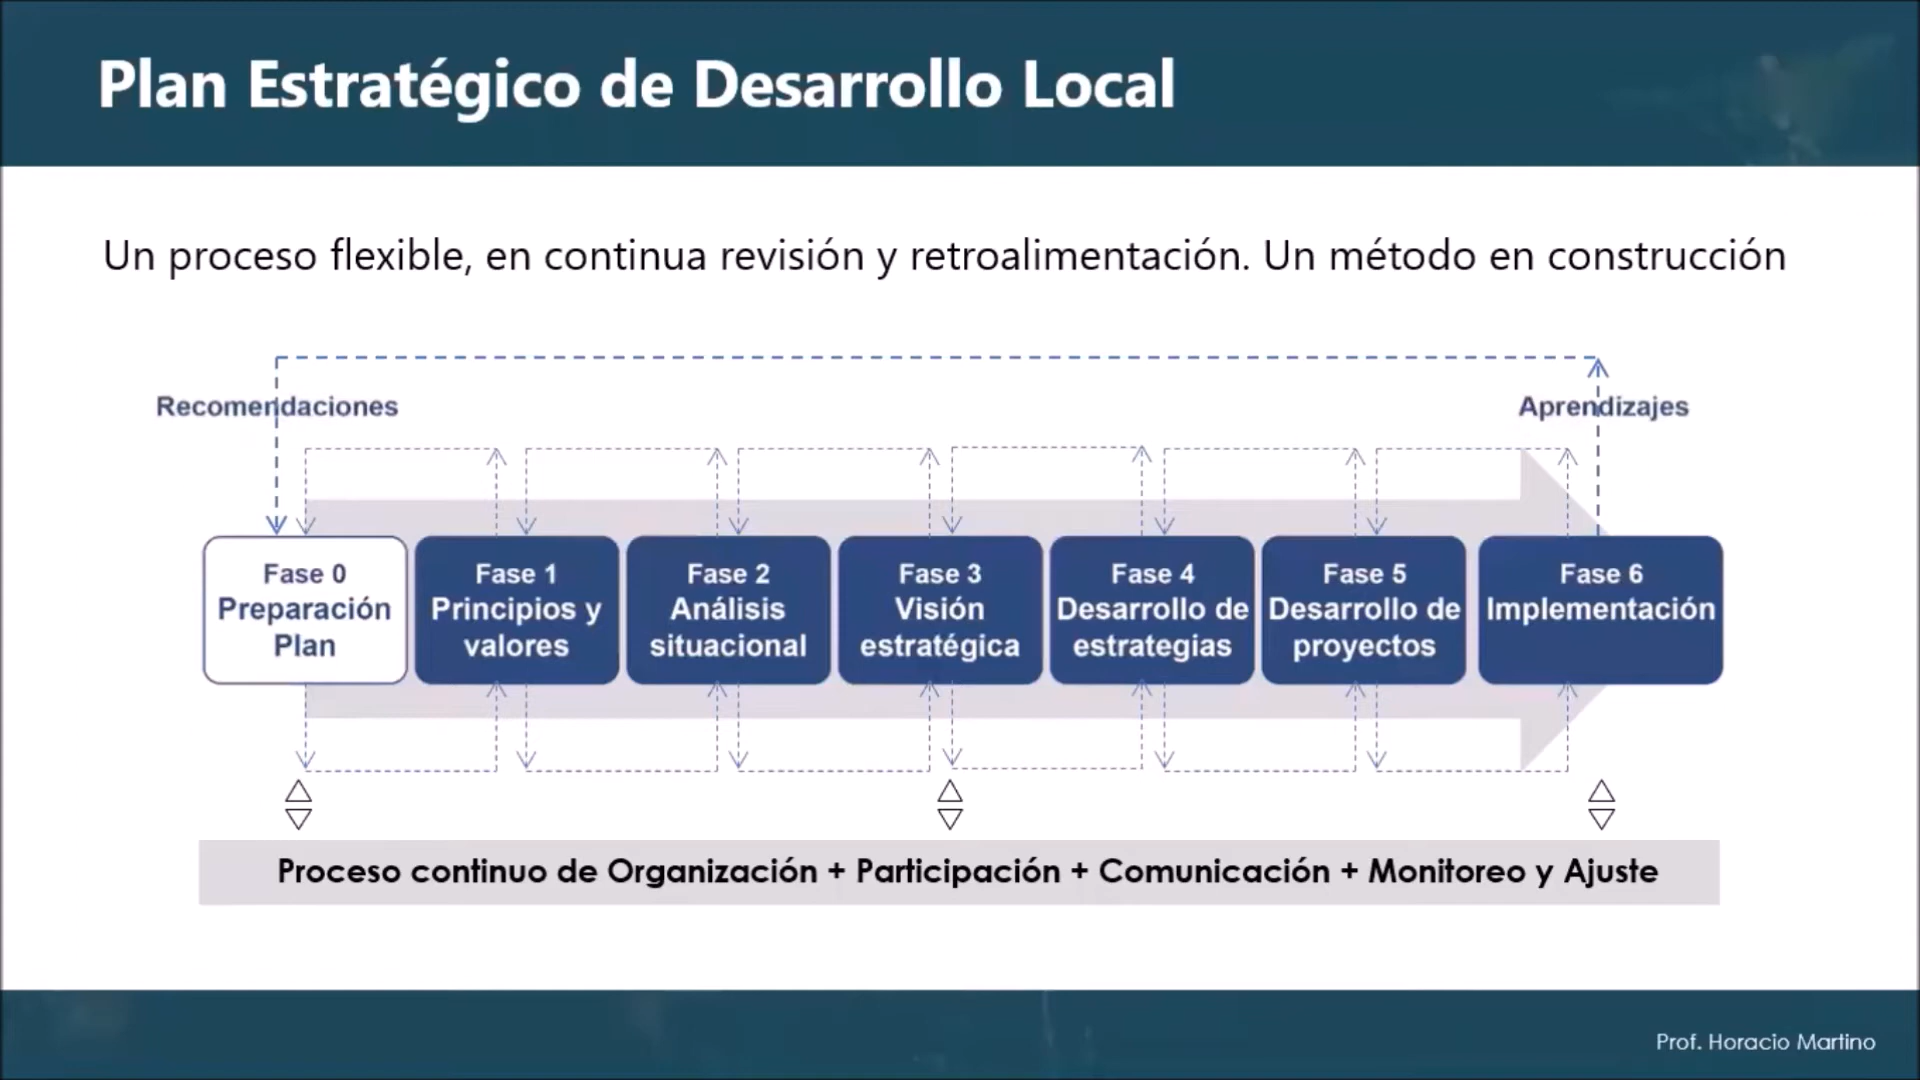 Plan Estratégico de Desarrollo Local
Un proceso flexible, en continua revisión y retroalimentación. Un método en construcción
Recomendaciones
Aprendizajes
Fase 0
Preparación
Plan
Fase 1
Principios y
valores
Fase 2
Análisis
situacional
Fase 3
Visión
estratégica
Fase 4
Desarrollo de
estrategias
Fase 5
Desarrollo de
proyectos
Fase 6
Implementación
Proceso continuo de Organización + Participación + Comunicación + Monitoreo y Ajuste
Prof. Horacio Martino